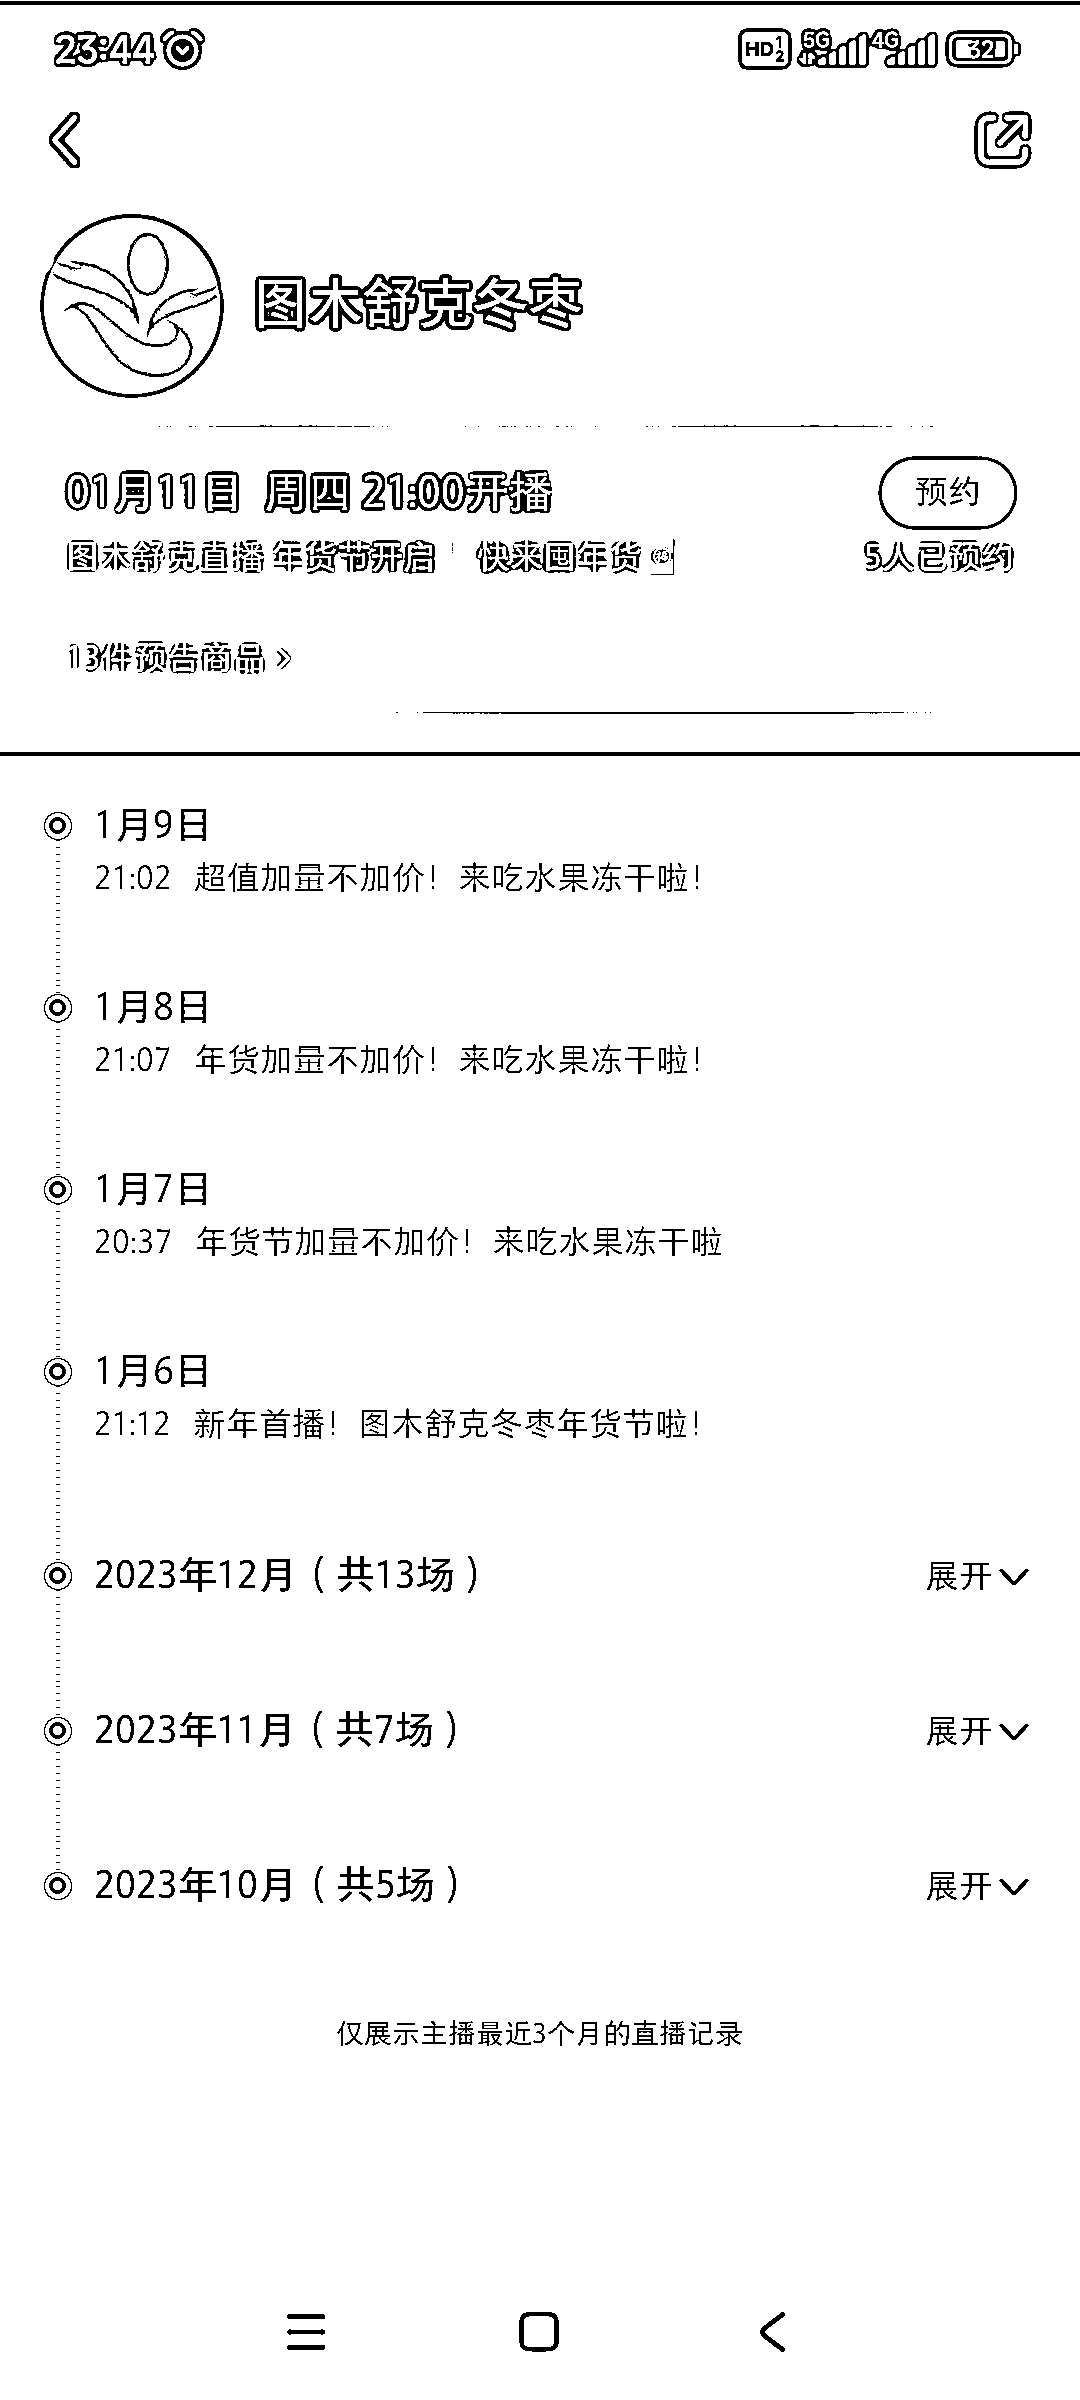 23:44 HD 1 2 5G 4G 32
图木舒克冬枣
01月11日 周四 21:00开播
预约
图木舒克直播 年货节开启 ! 快来囤年货
5人已预约
13件预告商品 »
1月9日
21:02 超值加量不加价！来吃水果冻干啦！
1月8日
21:07 年货加量不加价！来吃水果冻干啦！
1月7日
20:37 年货节加量不加价！来吃水果冻干啦
1月6日
21:12 新年首播！图木舒克冬枣年货节啦！
2023年12月（共13场） 展开
2023年11月（共7场） 展开
2023年10月（共5场） 展开
仅展示主播最近3个月的直播记录